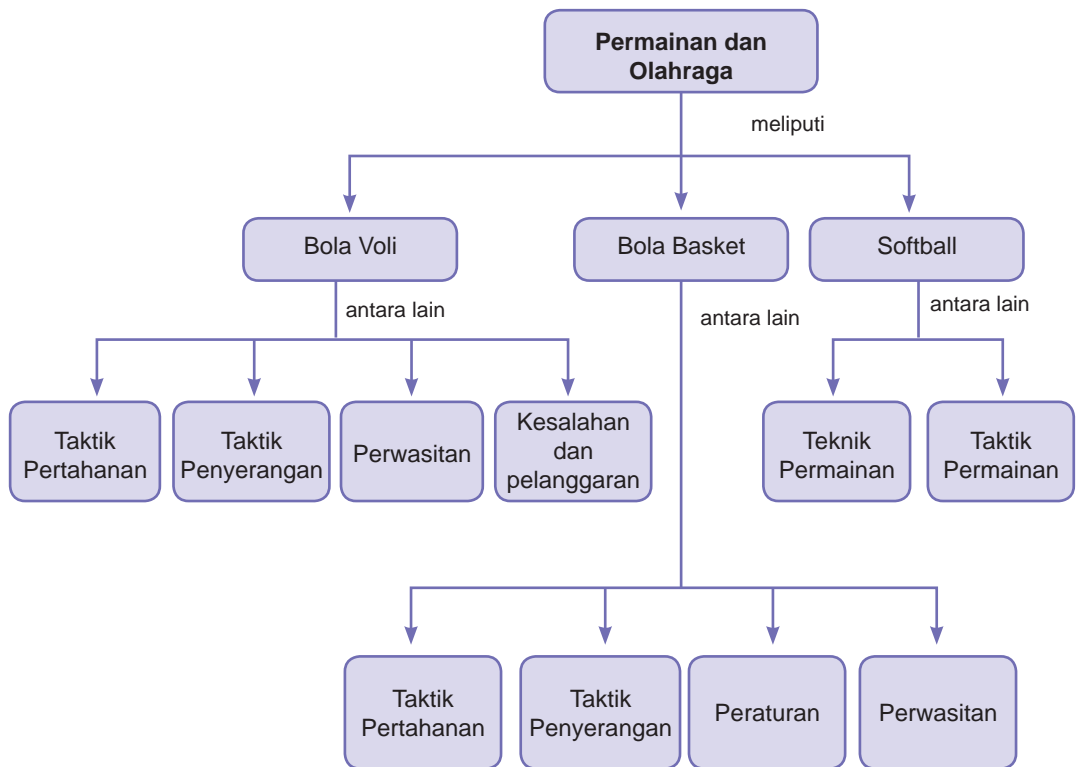 Permainan dan
Olahraga
meliputi
Bola Voli
Bola Basket
Softball
antara lain
antara lain
antara lain
Taktik
Pertahanan
Taktik
Penyerangan
Perwasitan
Kesalahan
dan
pelanggaran
Teknik
Permainan
Taktik
Permainan
Taktik
Pertahanan
Taktik
Penyerangan
Peraturan
Perwasitan